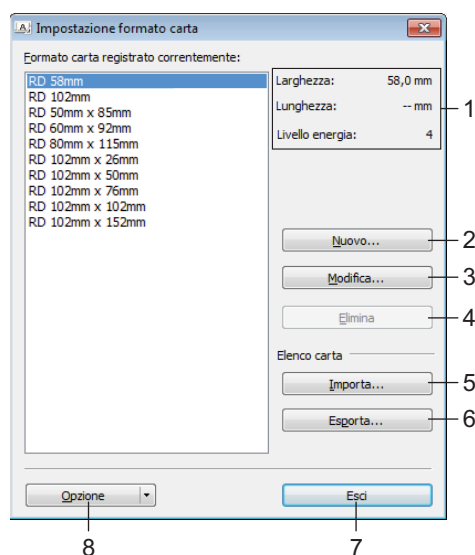 Impostazione formato carta
Formato carta registrato correntemente:
RD 58mm
RD 102mm
RD 50mm x 85mm
RD 60mm x 92mm
RD 80mm x 115mm
RD 102mm x 26mm
RD 102mm x 50mm
RD 102mm x 76mm
RD 102mm x 102mm
RD 102mm x 152mm
Larghezza: 58,0 mm
Lunghezza: -- mm
Livello energia: 4
1
Nuovo...
2
Modifica...
3
Elimina
4
Elenco carta
Importa...
5
Esporta...
6
Opzione
Esci
8
7